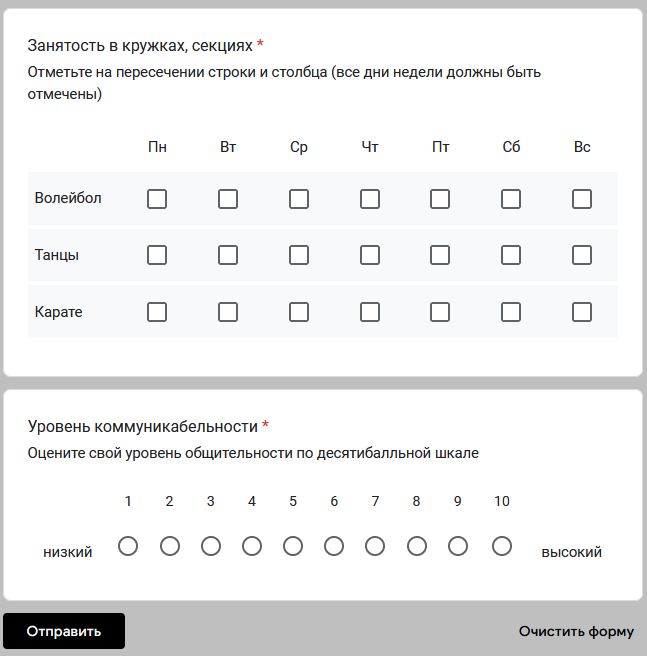 Занятость в кружках, секциях *
Отметьте на пересечении строки и столбца (все дни недели должны быть
отмечены)
Пн Вт Ср Чт Пт Сб Вс
Волейбол
Танцы
Карате
Уровень коммуникабельности *
Оцените свой уровень общительности по десятибалльной шкале
1 2 3 4 5 6 7 8 9 10
низкий высокий
Отправить Очистить форму